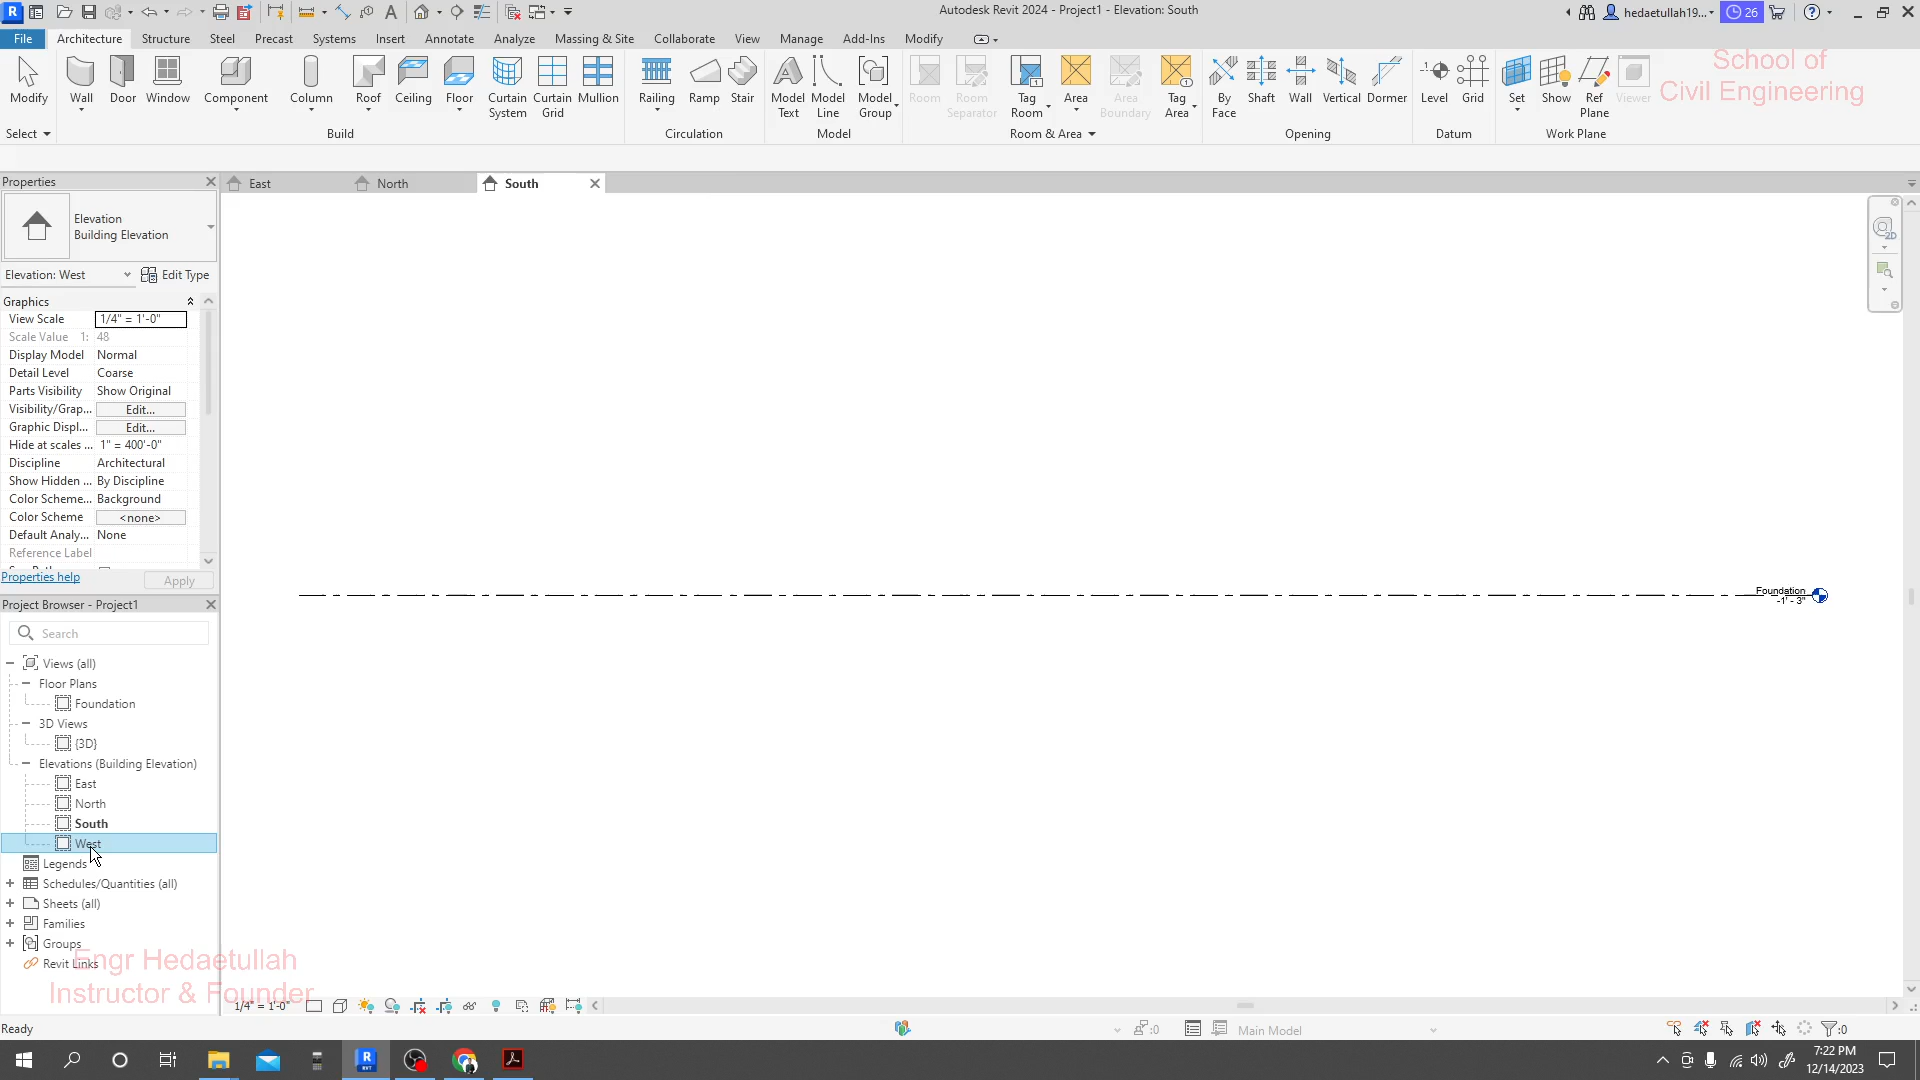 Autodesk Revit 2024 - Project1 - Elevation: South
hedaetullah19...
26
File
Architecture
Structure
Steel
Precast
Systems
Insert
Annotate
Analyze
Massing & Site
Collaborate
View
Manage
Add-Ins
Modify
School of
Civil Engineering
Modify
Wall
Door
Window
Component
Column
Roof
Ceiling
Floor
Curtain
System
Curtain
Grid
Mullion
Railing
Ramp
Stair
Model
Text
Model
Line
Model
Group
Room
Room
Separator
Tag
Room
Area
Area
Boundary
Tag
Area
By
Face
Shaft
Wall
Vertical
Dormer
Level
Grid
Set
Show
Ref
Plane
Viewer
Select
Build
Circulation
Model
Room & Area
Opening
Datum
Work Plane
Properties
East
North
South
Elevation
Building Elevation
Elevation: West
Edit Type
Graphics
View Scale 1/4" = 1'-0"
Scale Value 1: 48
Display Model Normal
Detail Level Coarse
Parts Visibility Show Original
Visibility/Grap... Edit...
Graphic Displ... Edit...
Hide at scales ... 1" = 400'-0"
Discipline Architectural
Show Hidden ... By Discipline
Color Scheme... Background
Color Scheme <none>
Default Analy... None
Reference Label
Properties help
Apply
Foundation
-1' - 3"
Project Browser - Project1
Search
Views (all)
Floor Plans
Foundation
3D Views
{3D}
Elevations (Building Elevation)
East
North
South
West
Legends
Schedules/Quantities (all)
Sheets (all)
Families
Groups
Revit Links
Engr Hedaetullah
Instructor & Founder
1/4" = 1'-0"
Ready
:0
Main Model
:0
7:22 PM
12/14/2023